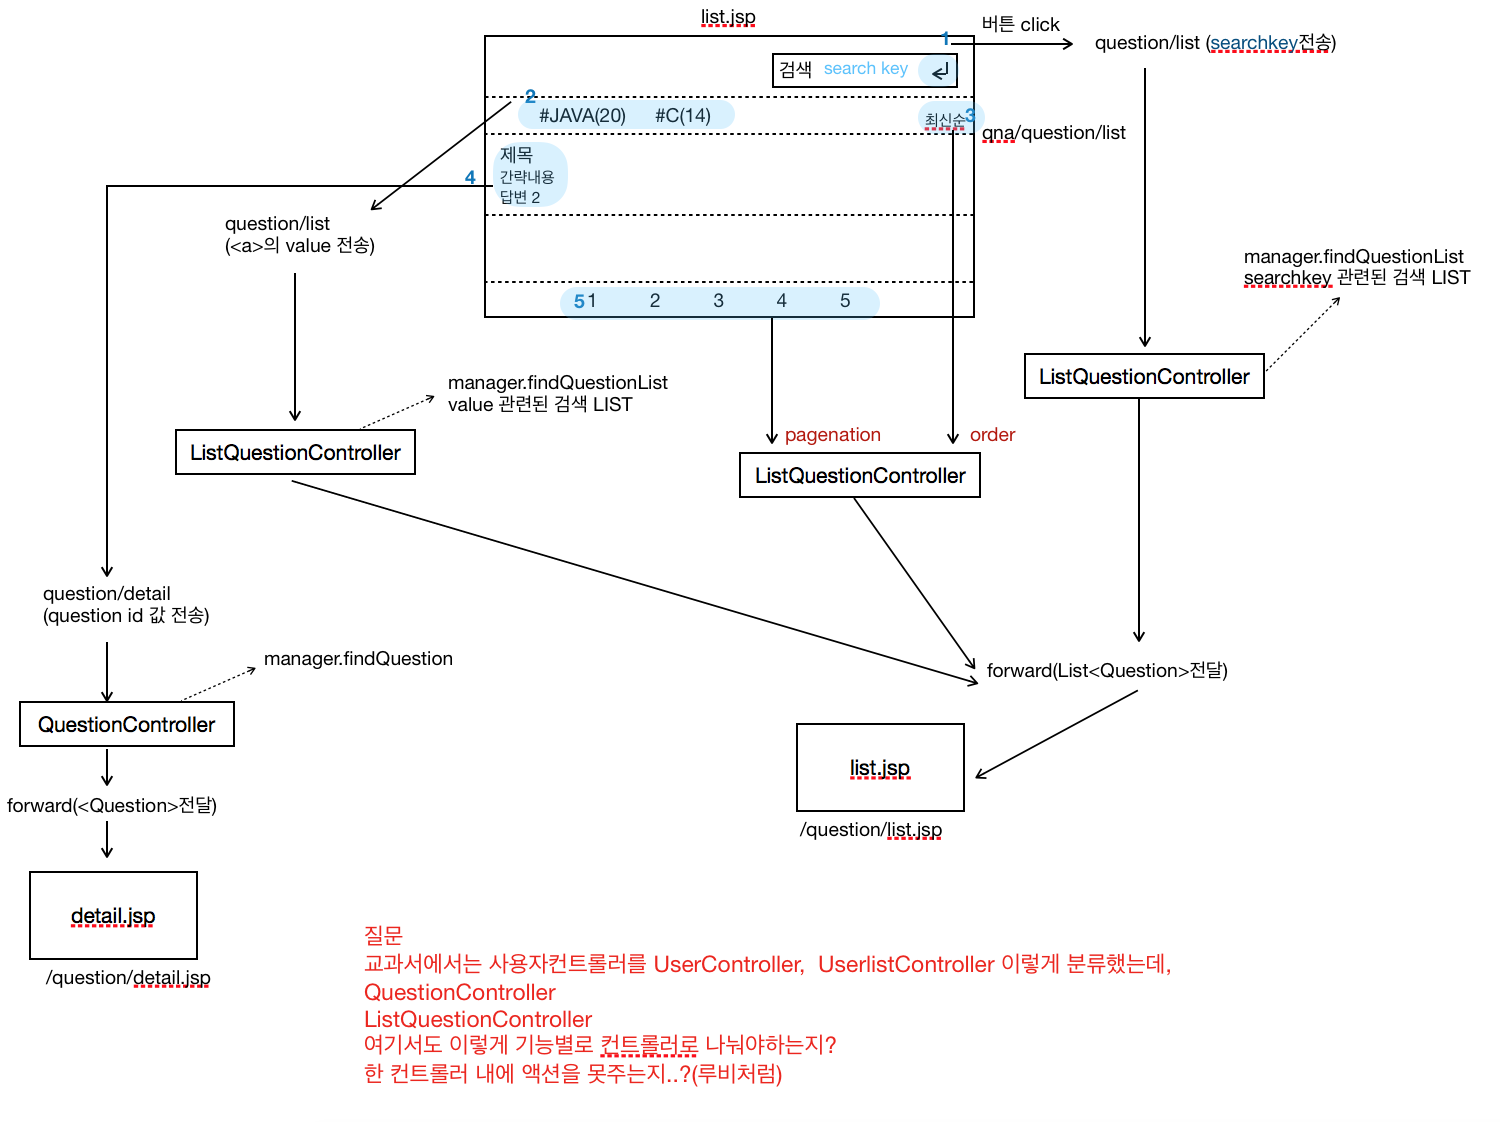 list.jsp
버튼 click
1
question/list (searchkey전송)
검색 search key
2
#JAVA(20) #C(14)
최신순
3
qna/question/list
제목
간략내용
답변 2
4
question/list
(<a>의 value 전송)
manager.findQuestionList
searchkey 관련된 검색 LIST
5
1 2 3 4 5
ListQuestionController
manager.findQuestionList
value 관련된 검색 LIST
pagenation
order
ListQuestionController
ListQuestionController
question/detail
(question id 값 전송)
manager.findQuestion
forward(List<Question>전달)
QuestionController
list.jsp
forward(<Question>전달)
/question/list.jsp
detail.jsp
/question/detail.jsp
질문
교과서에서는 사용자컨트롤러를 UserController, UserlistController 이렇게 분류했는데,
QuestionController
ListQuestionController
여기서도 이렇게 기능별로 컨트롤러로 나눠야하는지?
한 컨트롤러 내에 액션을 못주는지..?(루비처럼)